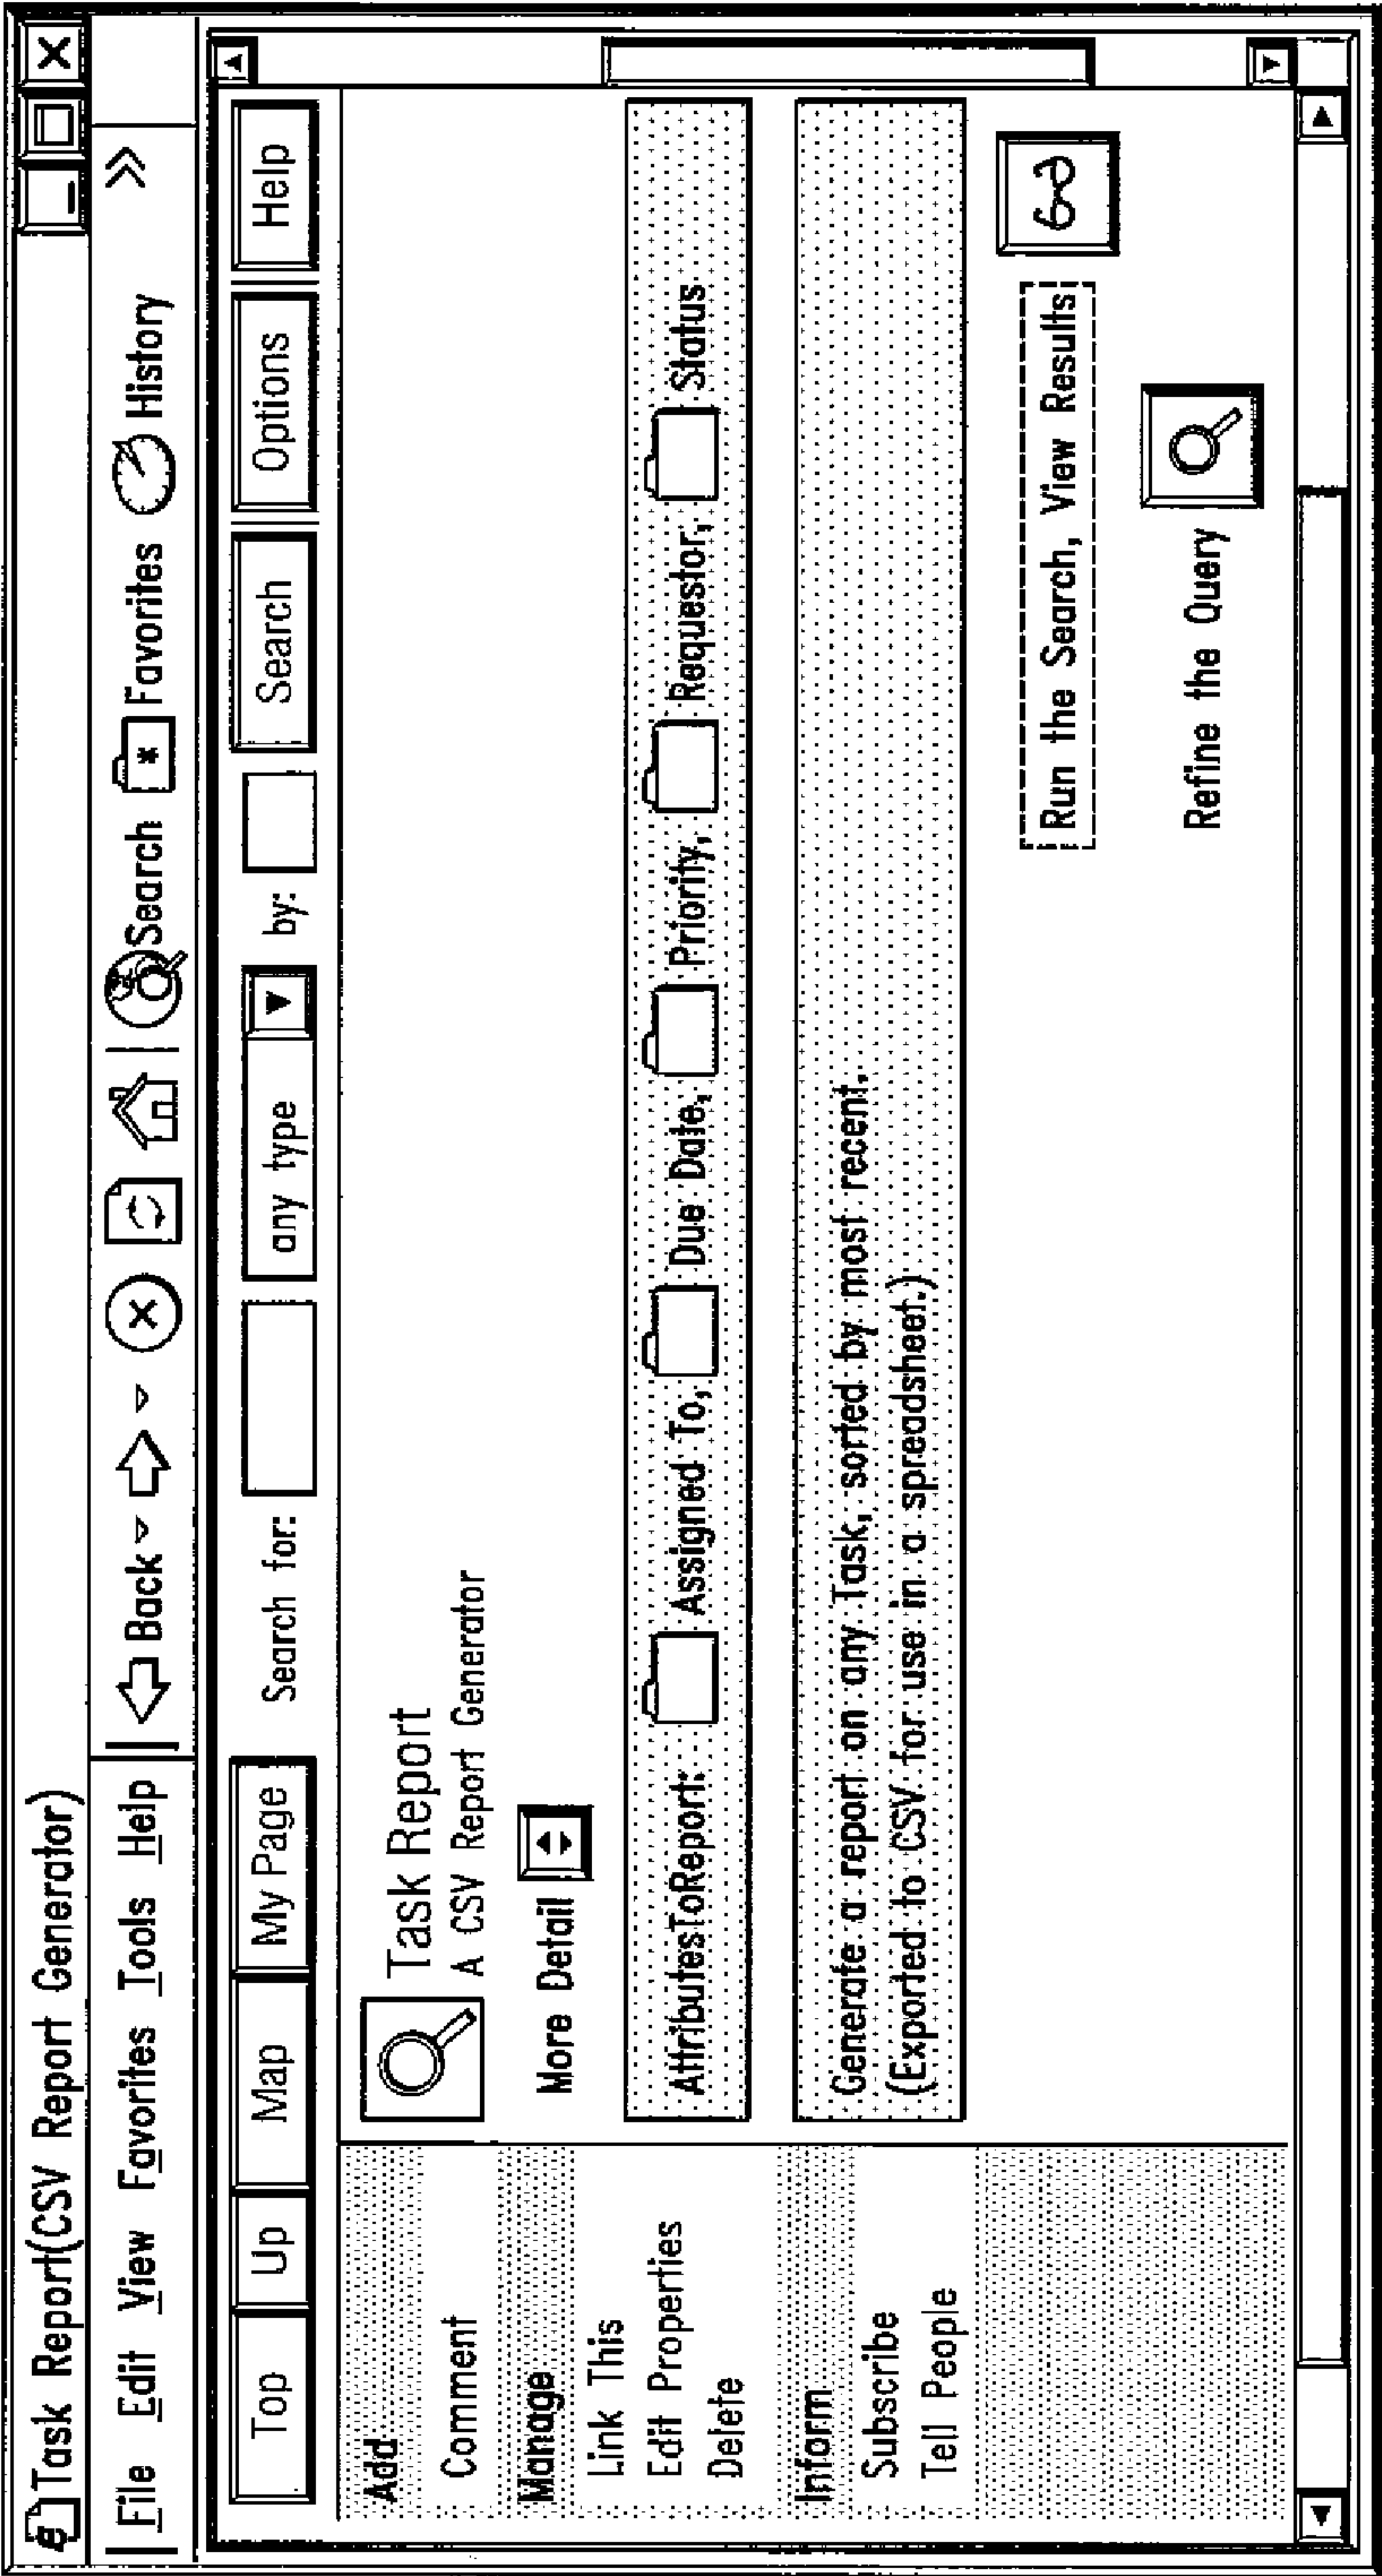 Task Report(CSV Report Generator)
File Edit View Favorites Tools Help Back Search Favorites History »
Top Up Map My Page Search for: any type by: Search Options Help
Add
Comment
Manage
Link This
Edit Properties
Delete
Inform
Subscribe
Tell People
Task Report
A CSV Report Generator
More Detail
AttributesToReport: Assigned To, Due Date, Priority, Requestor, Status
Generate a report on any Task, sorted by most recent.
(Exported to CSV for use in a spreadsheet.)
Run the Search, View Results
Refine the Query